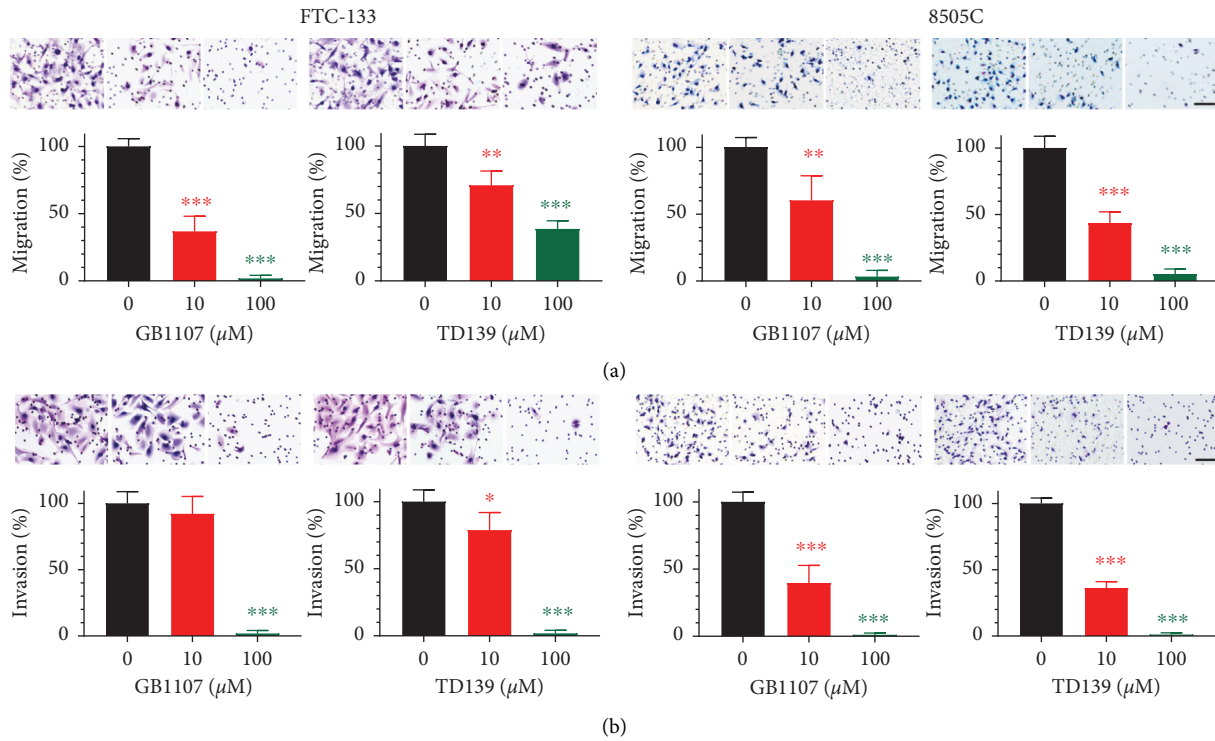 FTC-133
8505C
Migration (%)
100
50
0
***
***
0 10 100
GB1107 (μM)
Migration (%)
100
50
0
**
***
0 10 100
TD139 (μM)
Migration (%)
100
50
0
**
***
0 10 100
GB1107 (μM)
Migration (%)
100
50
0
***
***
0 10 100
TD139 (μM)
(a)
Invasion (%)
100
50
0
***
0 10 100
GB1107 (μM)
Invasion (%)
100
50
0
*
***
0 10 100
TD139 (μM)
Invasion (%)
100
50
0
***
***
0 10 100
GB1107 (μM)
Invasion (%)
100
50
0
***
***
0 10 100
TD139 (μM)
(b)